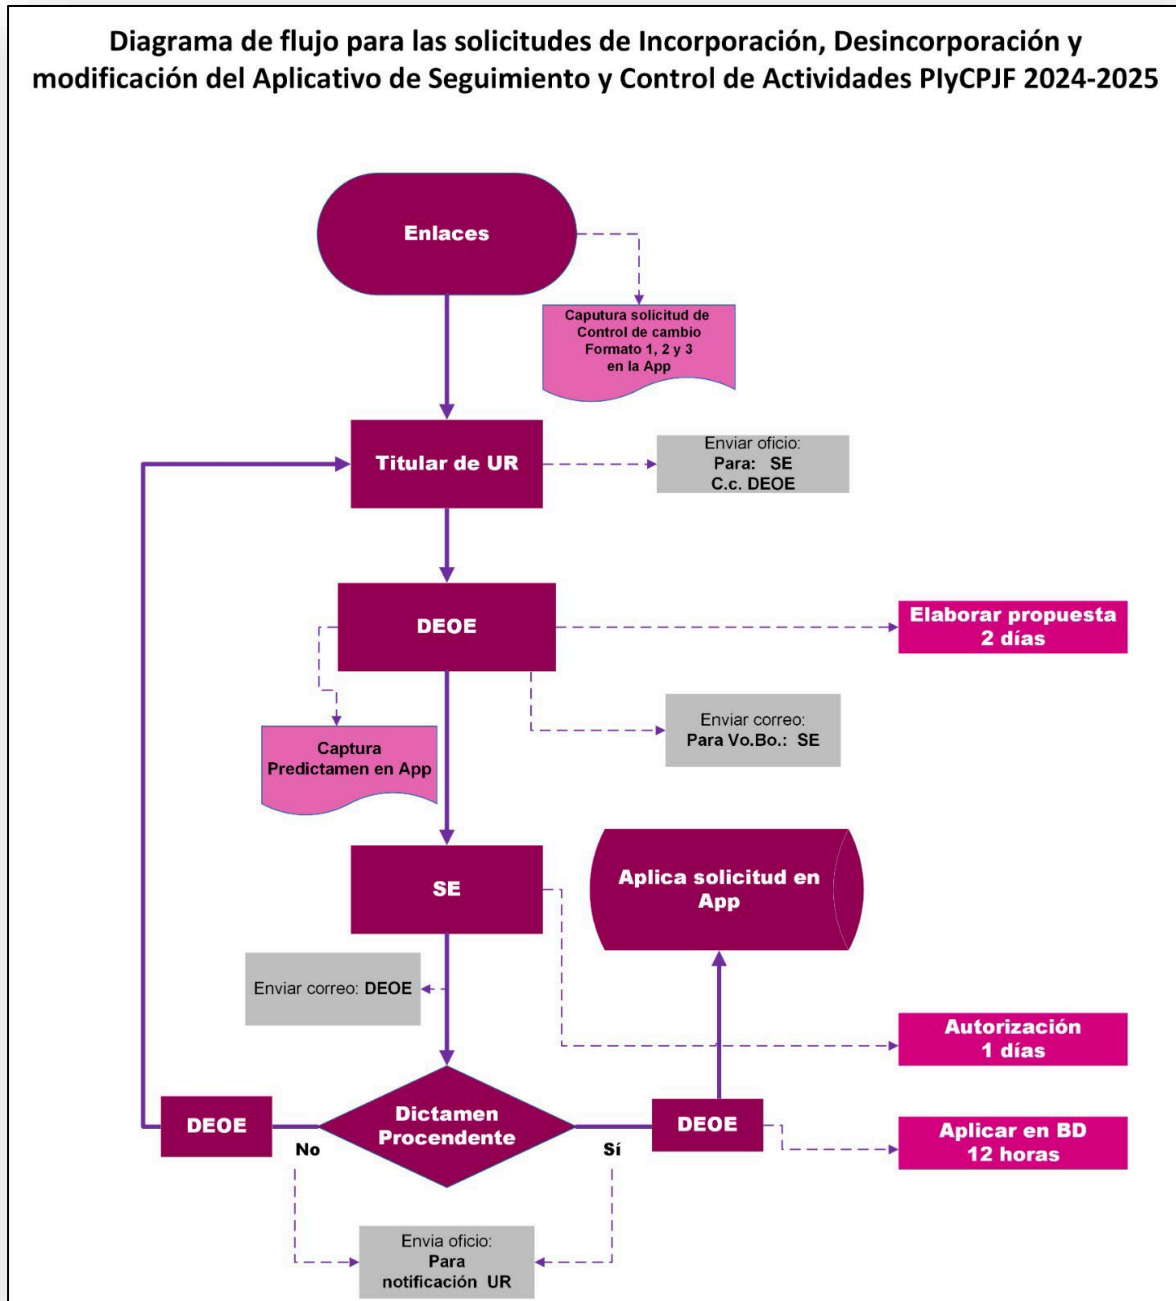 Diagrama de flujo para las solicitudes de Incorporación, Desincorporación y
modificación del Aplicativo de Seguimiento y Control de Actividades PIyCPJF 2024-2025
Enlaces
Caputura solicitud de
Control de cambio
Formato 1, 2 y 3
en la App
Titular de UR
Enviar oficio:
Para: SE
C.c. DEOE
DEOE
Elaborar propuesta
2 días
Enviar correo:
Para Vo.Bo.: SE
Captura
Predictamen en App
SE
Aplica solicitud en
App
Enviar correo: DEOE
Autorización
1 días
DEOE
Dictamen
Procendente
DEOE
Aplicar en BD
12 horas
No
Sí
Envia oficio:
Para
notificación UR